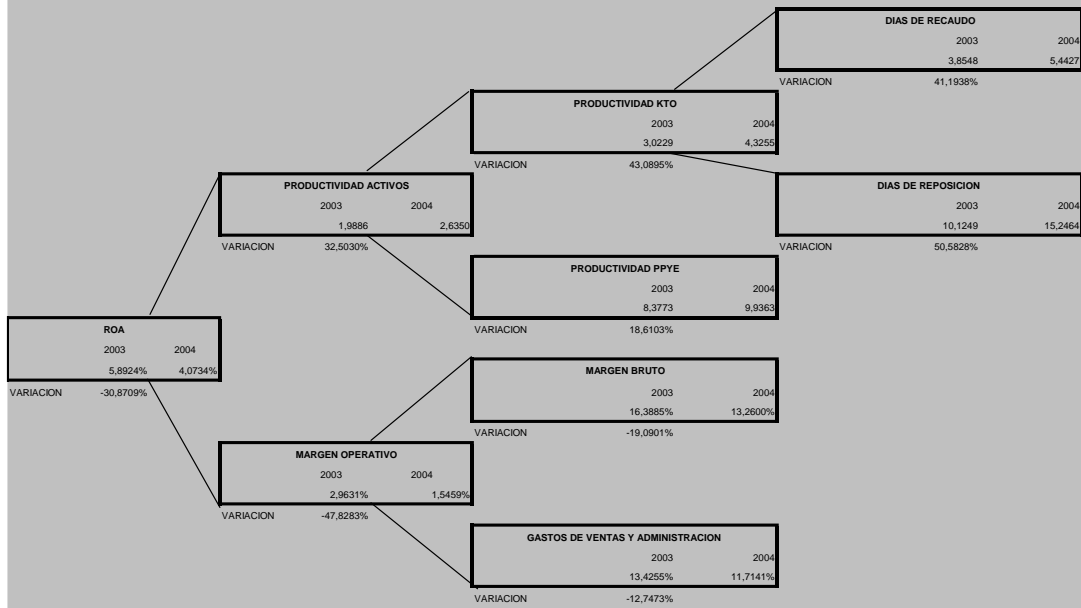 DIAS DE RECAUDO
2003 2004
3,8548 5,4427
VARIACION 41,1938%
PRODUCTIVIDAD KTO
2003 2004
3,0229 4,3255
VARIACION 43,0895%
PRODUCTIVIDAD ACTIVOS
2003 2004
1,9886 2,6350
VARIACION 32,5030%
DIAS DE REPOSICION
2003 2004
10,1249 15,2464
VARIACION 50,5828%
PRODUCTIVIDAD PPYE
2003 2004
8,3773 9,9363
VARIACION 18,6103%
ROA
2003 2004
5,8924% 4,0734%
VARIACION -30,8709%
MARGEN BRUTO
2003 2004
16,3885% 13,2600%
VARIACION -19,0901%
MARGEN OPERATIVO
2003 2004
2,9631% 1,5459%
VARIACION -47,8283%
GASTOS DE VENTAS Y ADMINISTRACION
2003 2004
13,4255% 11,7141%
VARIACION -12,7473%